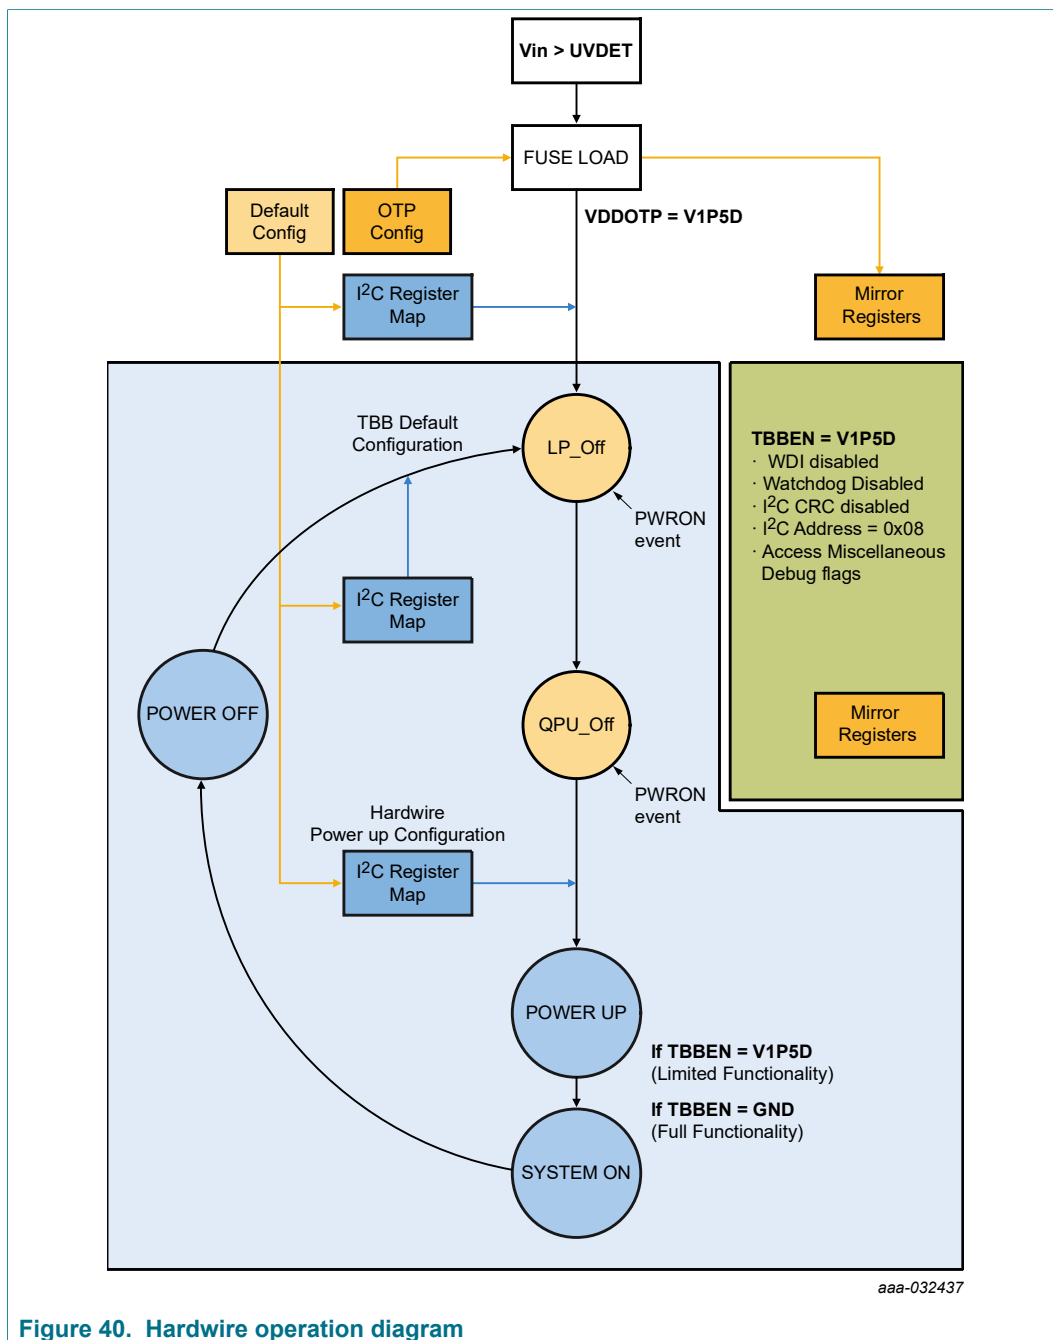 Vin > UVDET
FUSE LOAD
VDDOTP = V1P5D
Default
Config
OTP
Config
I²C Register
Map
Mirror
Registers
TBB Default
Configuration
LP_Off
PWRON
event
TBBEN = V1P5D
· WDI disabled
· Watchdog Disabled
· I²C CRC disabled
· I²C Address = 0x08
· Access Miscellaneous
Debug flags
I²C Register
Map
POWER OFF
QPU_Off
Mirror
Registers
PWRON
event
Hardwire
Power up Configuration
I²C Register
Map
POWER UP
If TBBEN = V1P5D
(Limited Functionality)
If TBBEN = GND
(Full Functionality)
SYSTEM ON
aaa-032437
Figure 40. Hardwire operation diagram